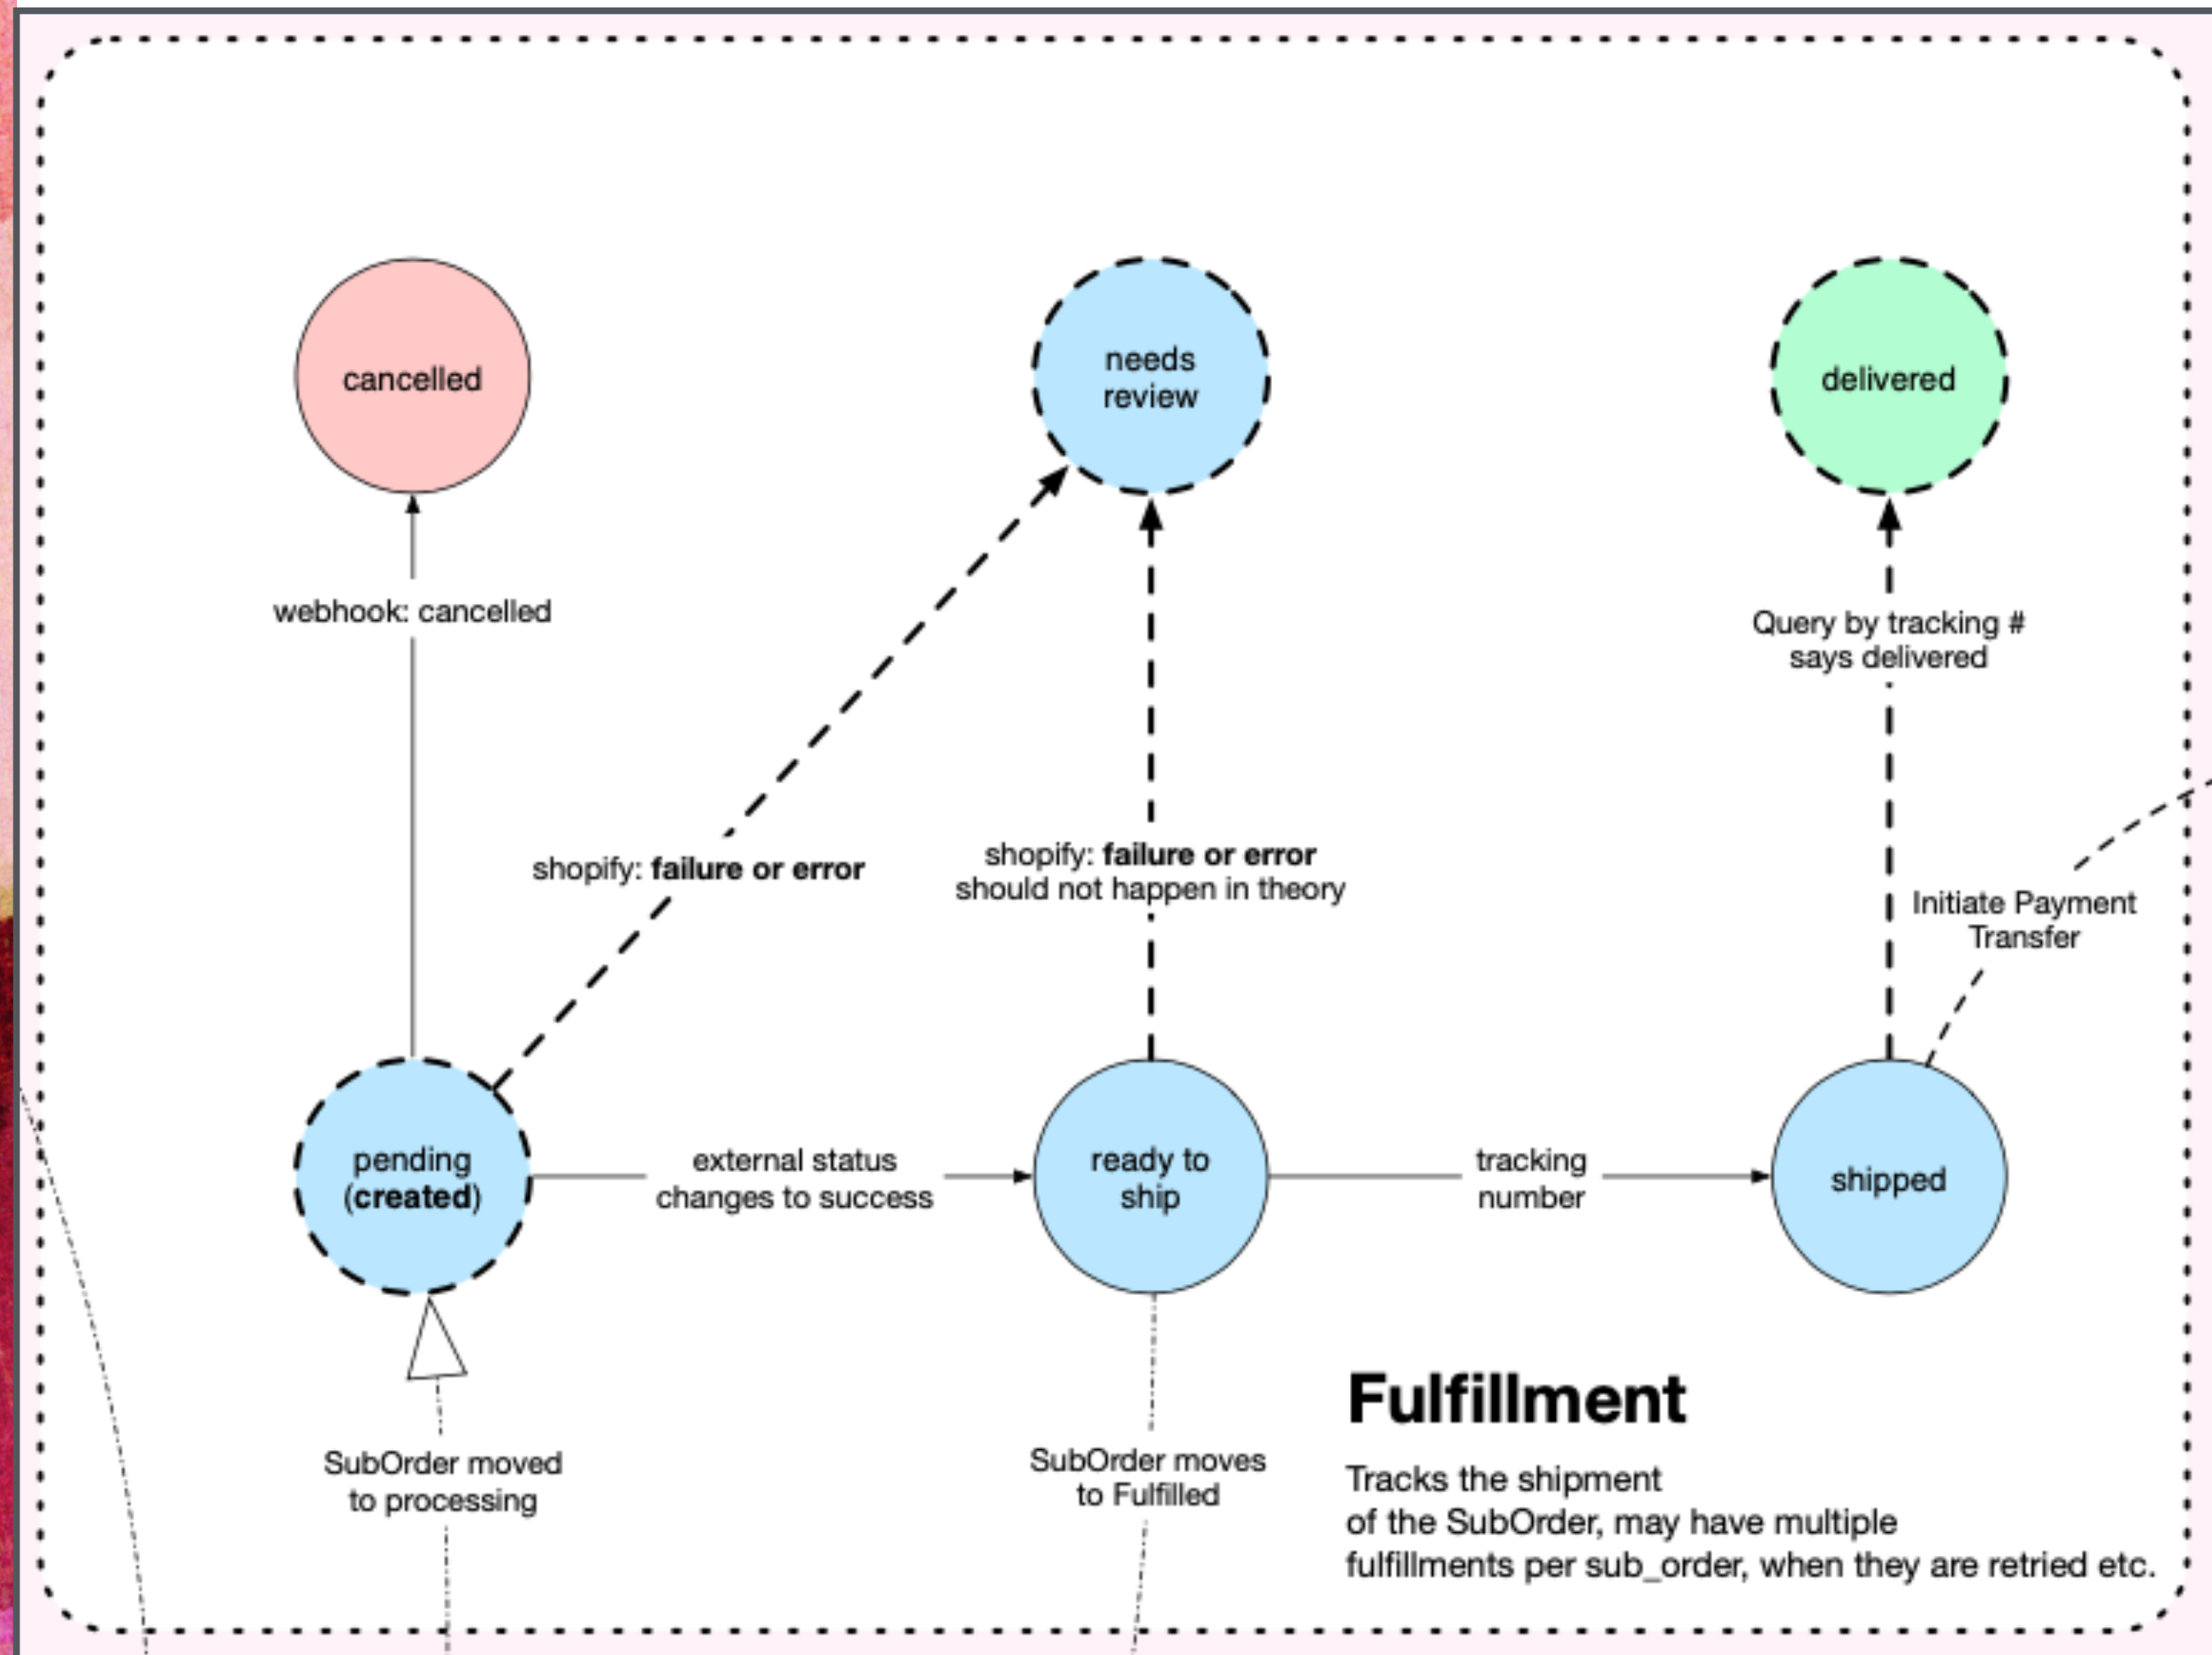 cancelled
needs
review
delivered
webhook: cancelled
Query by tracking #
says delivered
shopify: failure or error
shopify: failure or error
should not happen in theory
Initiate Payment
Transfer
pending
(created)
external status
changes to success
ready to
ship
tracking
number
shipped
SubOrder moved
to processing
SubOrder moves
to Fulfilled
Fulfillment
Tracks the shipment
of the SubOrder, may have multiple
fulfillments per sub_order, when they are retried etc.